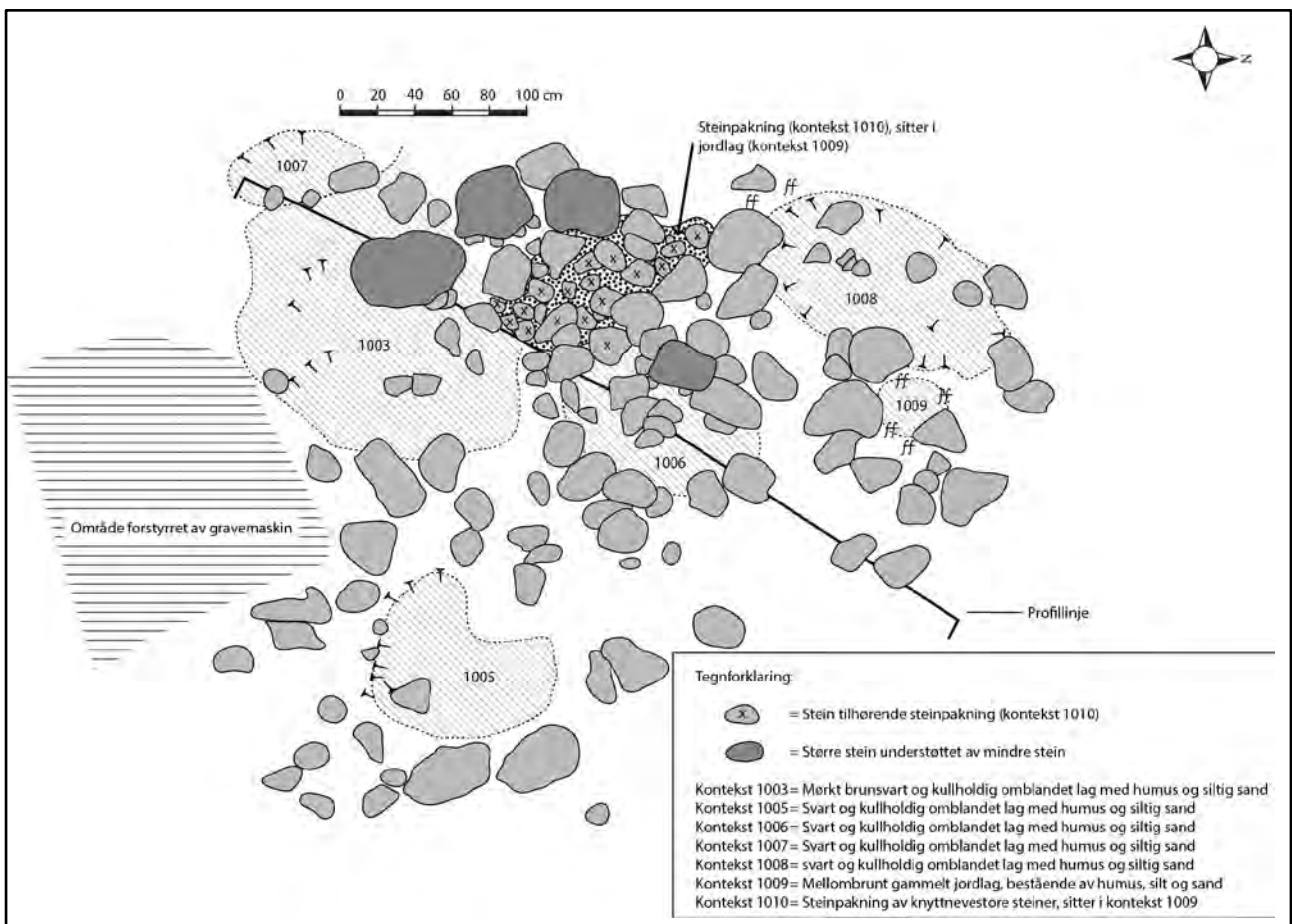 N
0 20 40 60 80 100 cm
Steinpakning (kontekst 1010), sitter i
jordlag (kontekst 1009)
1007
ff
ff
1008
1003
ff
ff
1009
ff
ff
1006
Område forstyrret av gravemaskin
Profillinje
1005
Tegnforklaring:
x = Stein tilhørende steinpakning (kontekst 1010)
= Større stein understøttet av mindre stein
Kontekst 1003= Mørkt brunsvart og kullholdig omblandet lag med humus og siltig sand
Kontekst 1005= Svart og kullholdig omblandet lag med humus og siltig sand
Kontekst 1006= Svart og kullholdig omblandet lag med humus og siltig sand
Kontekst 1007= Svart og kullholdig omblandet lag med humus og siltig sand
Kontekst 1008= svart og kullholdig omblandet lag med humus og siltig sand
Kontekst 1009= Mellombrunt gammelt jordlag, bestående av humus, silt og sand
Kontekst 1010= Steinpakning av knyttnevestore steiner, sitter i kontekst 1009